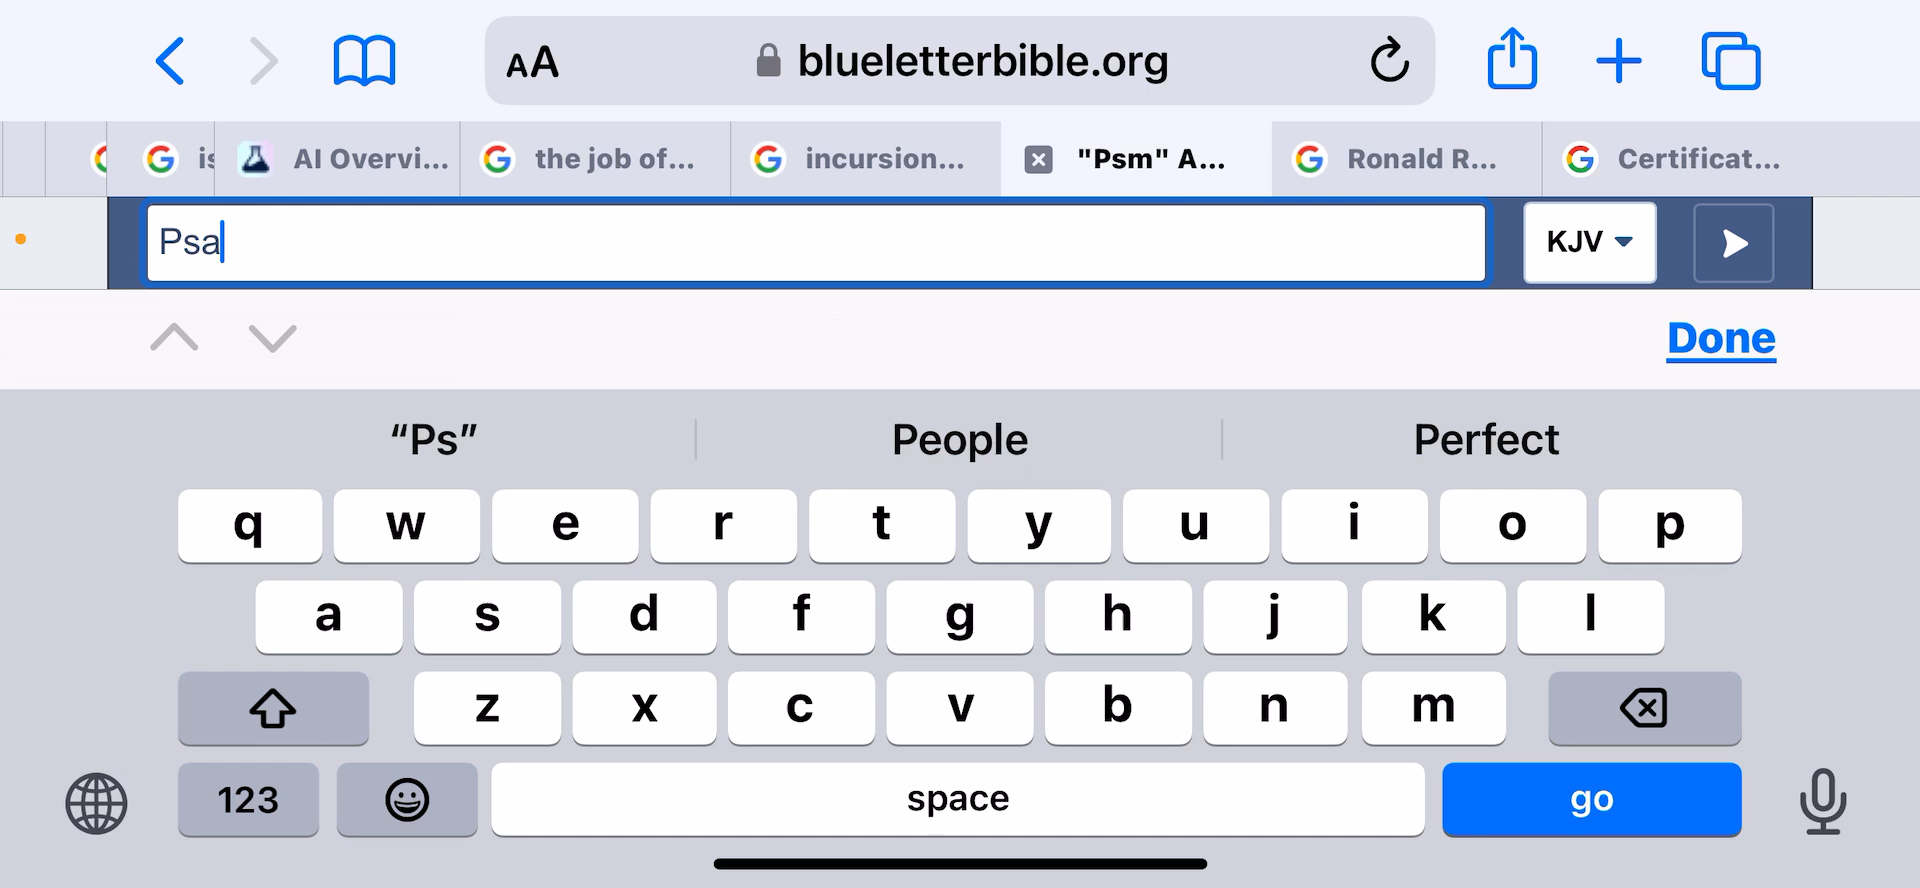 AA blueletterbible.org
is AI Overvi... the job of... incursion... "Psm" A... Ronald R... Certificat...
Psa KJV
Done
“Ps” People Perfect
q w e r t y u i o p
a s d f g h j k l
z x c v b n m
123 space go